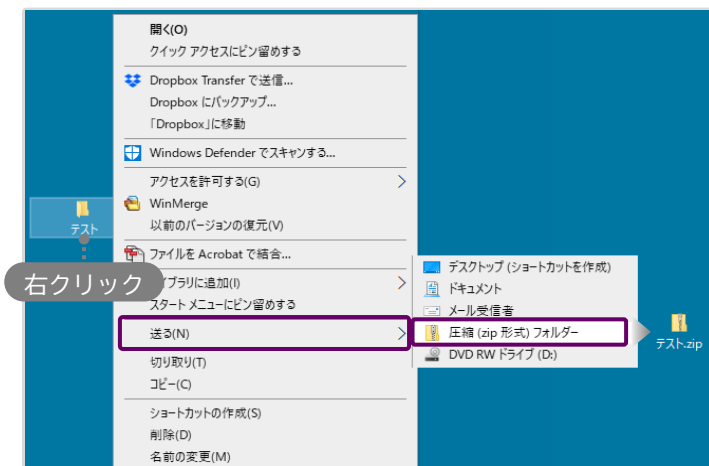 開く(O)
クイック アクセスにピン留めする
Dropbox Transfer で送信...
Dropbox にバックアップ...
「Dropbox」に移動
Windows Defender でスキャンする...
アクセスを許可する(G)
WinMerge
以前のバージョンの復元(V)
テスト
ファイルを Acrobat で結合...
右クリック
イブラリに追加(I)
スタート メニューにピン留めする
送る(N)
切り取り(T)
コピー(C)
ショートカットの作成(S)
削除(D)
名前の変更(M)
デスクトップ (ショートカットを作成)
ドキュメント
メール受信者
圧縮 (zip 形式) フォルダー
DVD RW ドライブ (D:)
テスト.zip